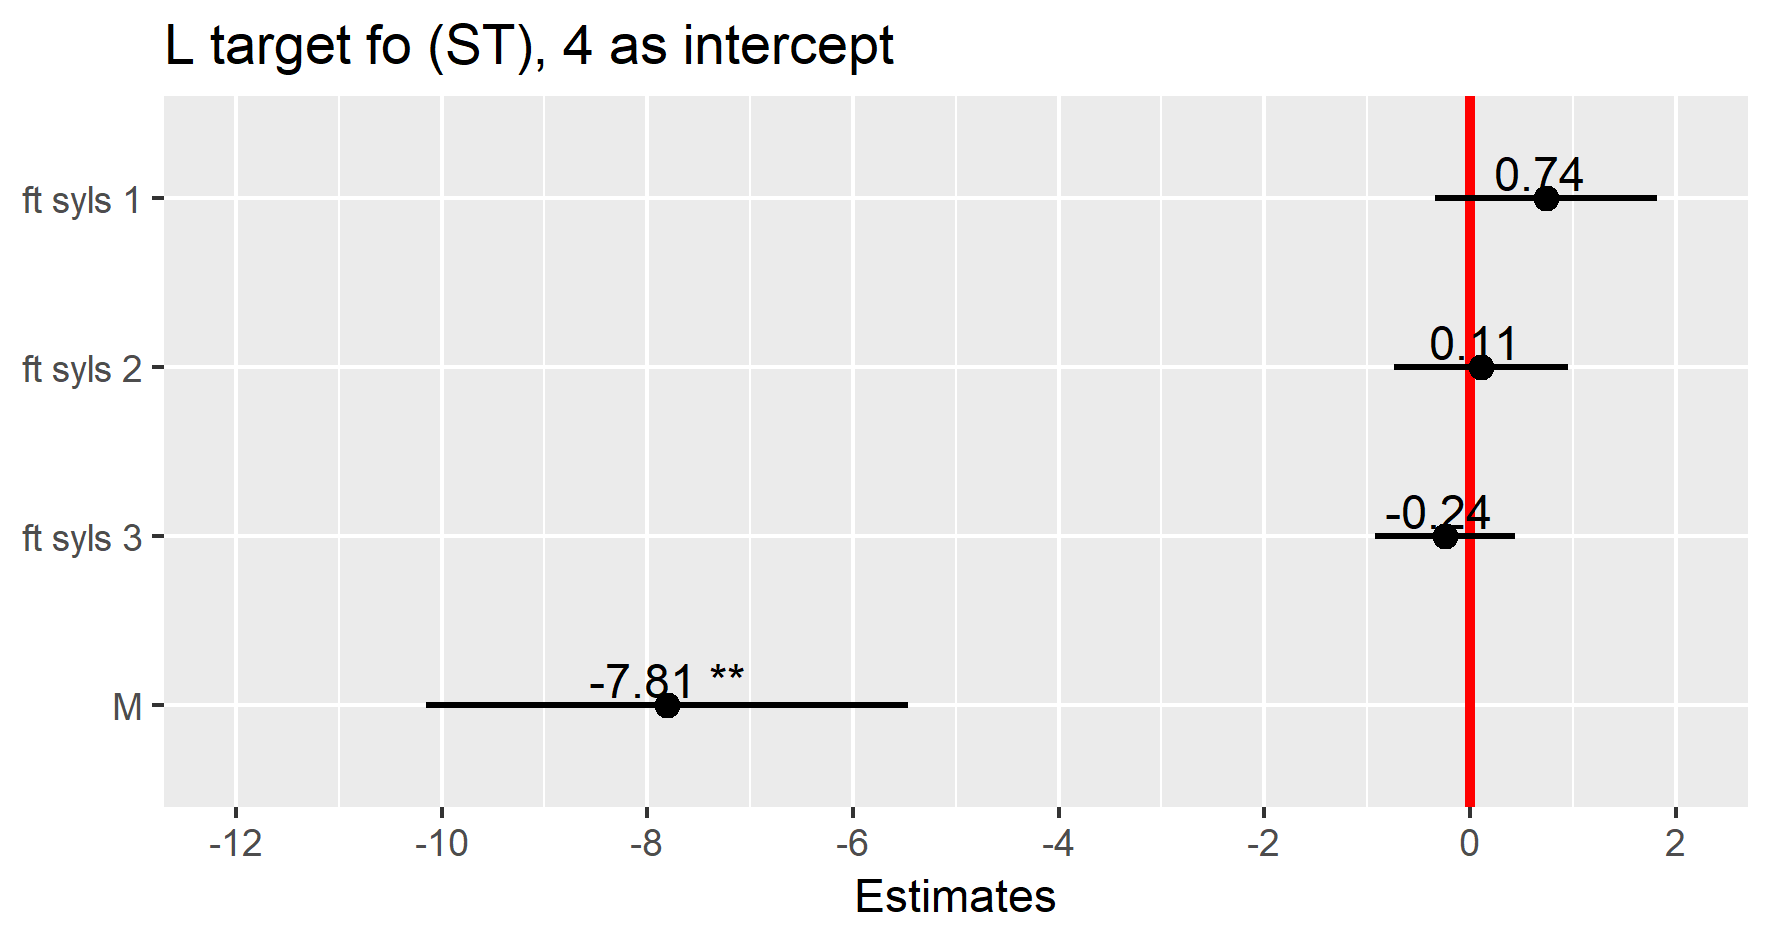 L target fo (ST), 4 as intercept
ft syls 1
0.74
ft syls 2
0.11
ft syls 3
-0.24
M
-7.81 **
-12 -10 -8 -6 -4 -2 0 2
Estimates